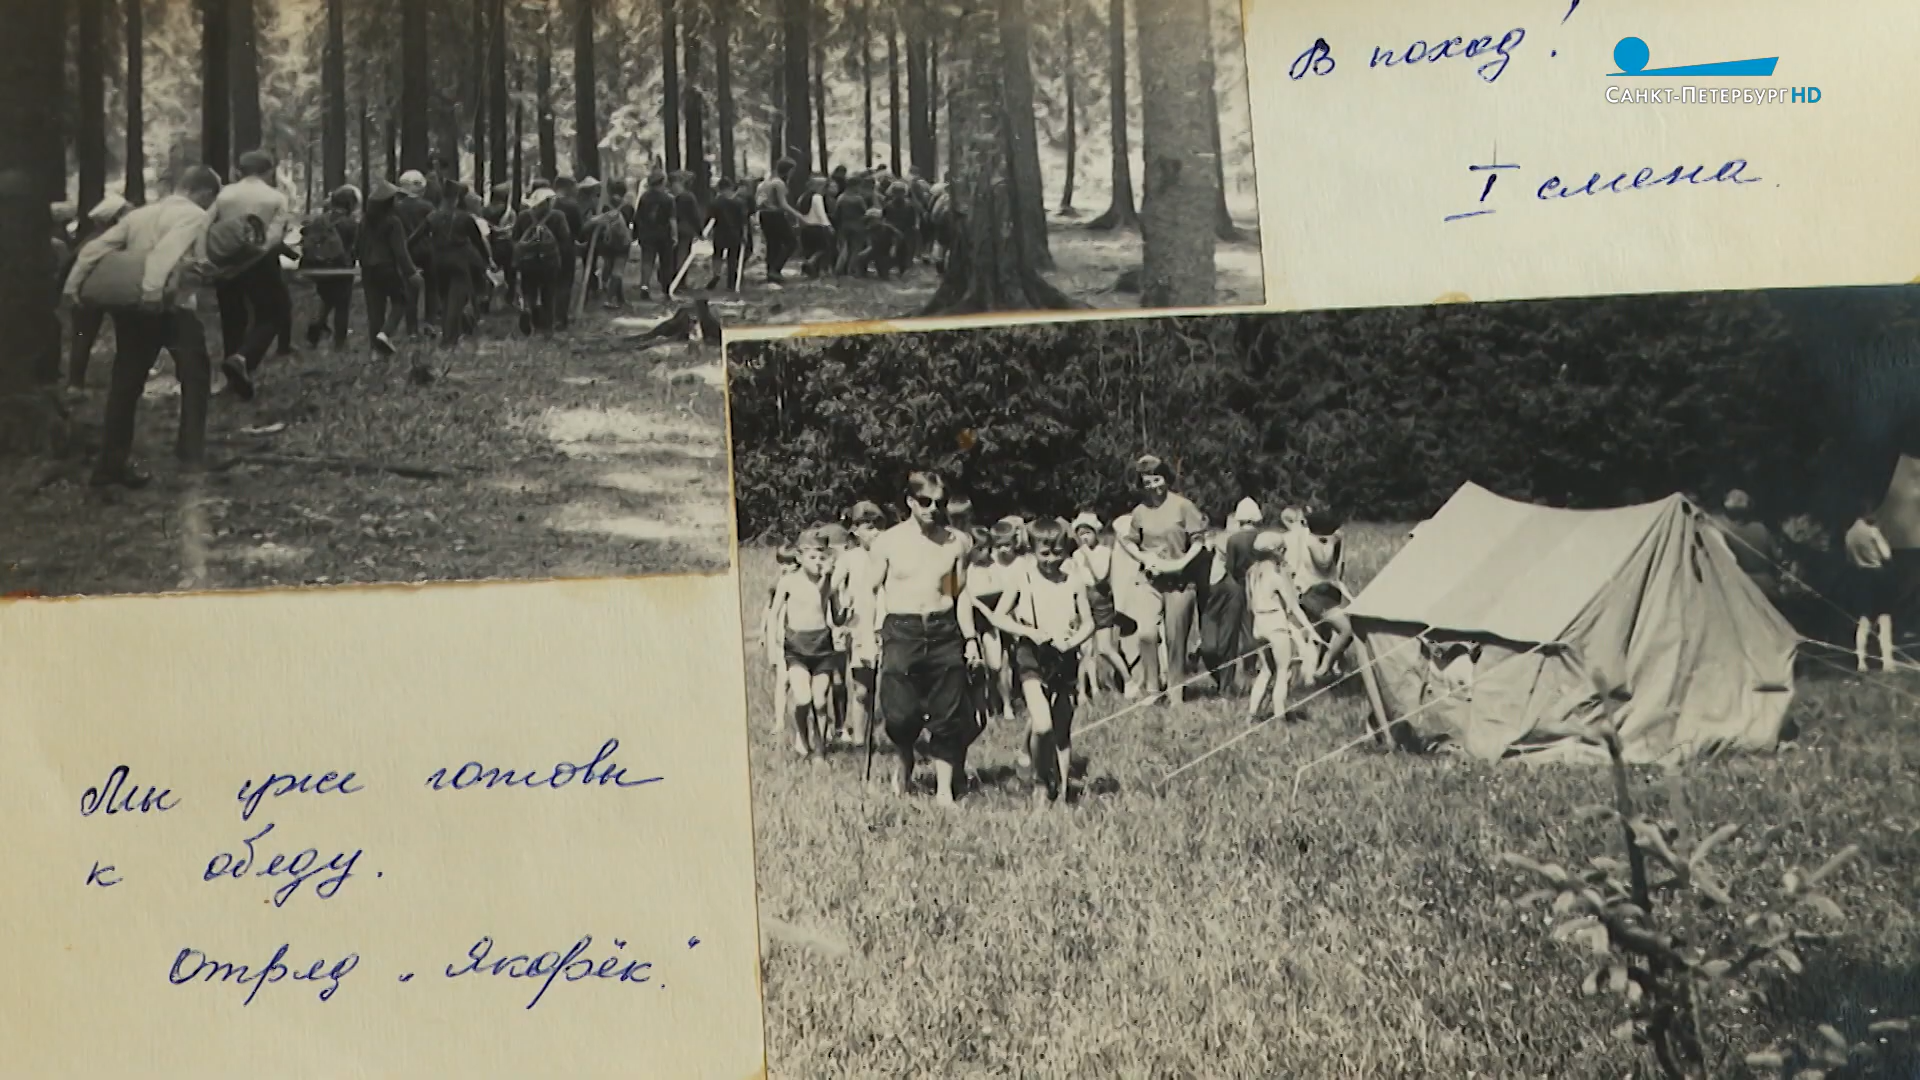 В поход!
САНКТ-ПЕТЕРБУРГ HD
I смена
Мы уже готовы
к обеду.
Отряд „Якорёк."